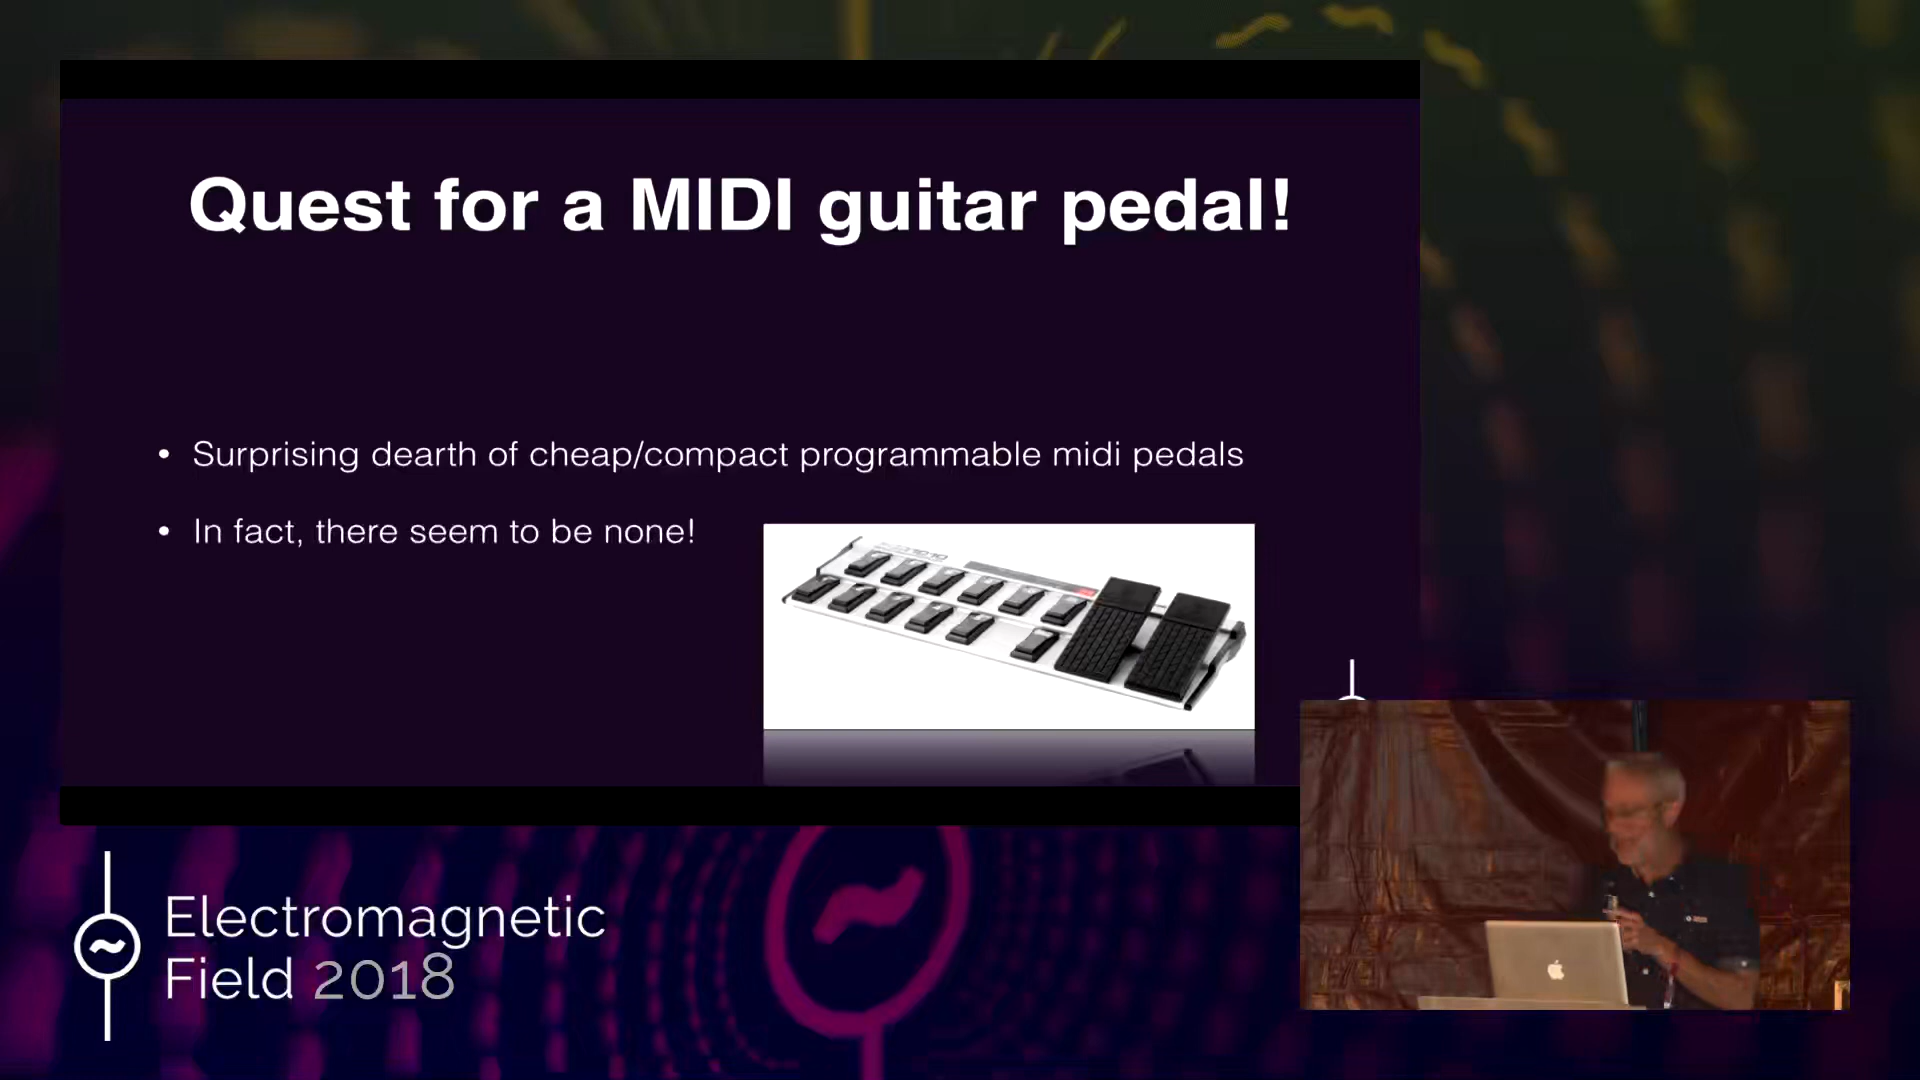 Quest for a MIDI guitar pedal!
• Surprising dearth of cheap/compact programmable midi pedals
• In fact, there seem to be none!
Electromagnetic
Field 2018